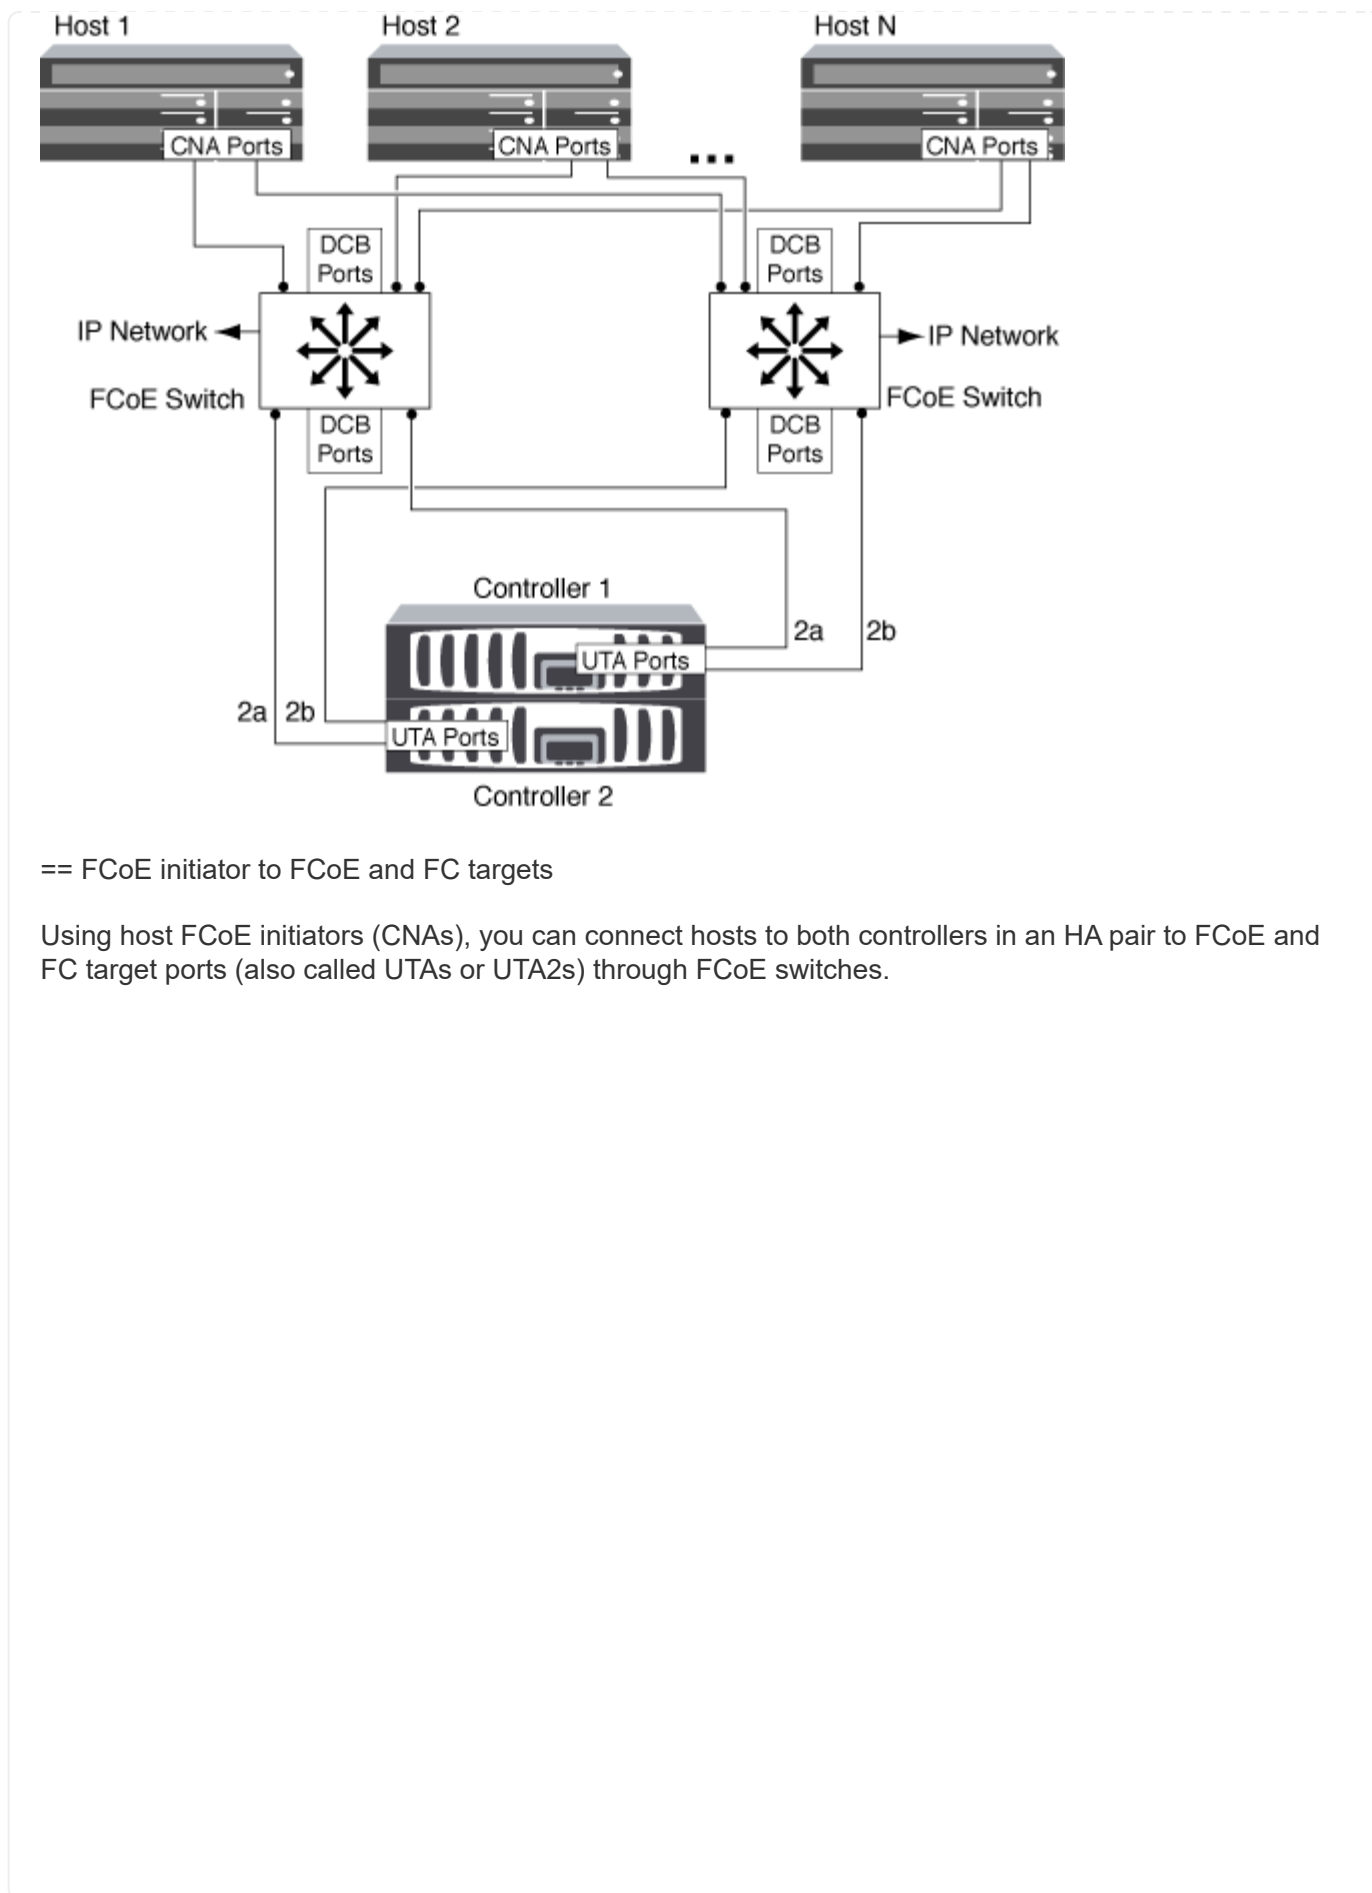 Host 1
Host 2
Host N
CNA Ports
CNA Ports
CNA Ports
DCB
Ports
DCB
Ports
IP Network
IP Network
FCoE Switch
FCoE Switch
DCB
Ports
DCB
Ports
Controller 1
2a
2b
UTA Ports
2a
2b
UTA Ports
Controller 2
== FCoE initiator to FCoE and FC targets
Using host FCoE initiators (CNAs), you can connect hosts to both controllers in an HA pair to FCoE and
FC target ports (also called UTAs or UTA2s) through FCoE switches.